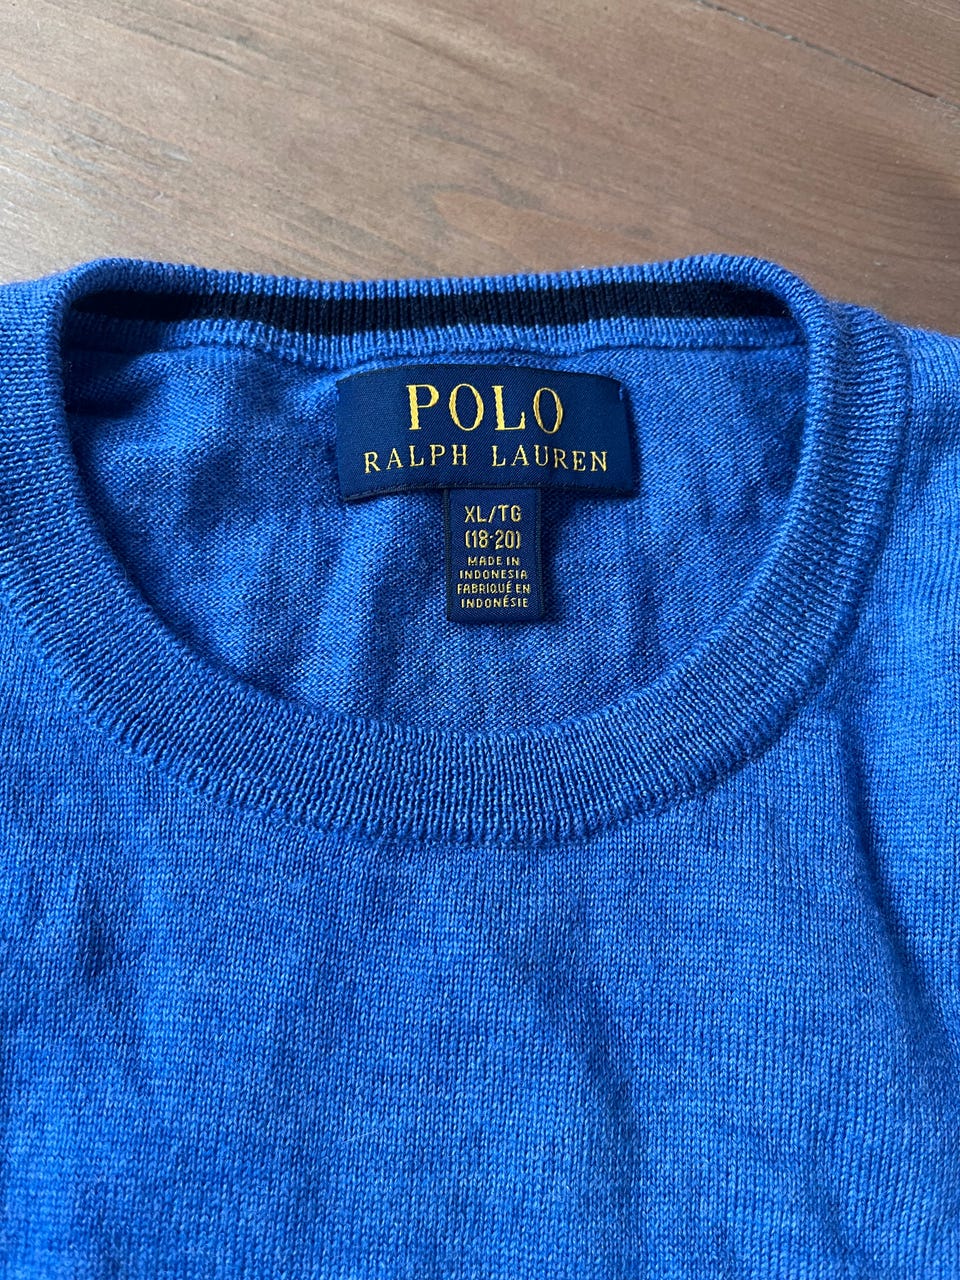 POLO
RALPH LAUREN
XL/TG
(18-20)
MADE IN
INDONESIA
FABRIQUÉ EN
INDONÉSIE